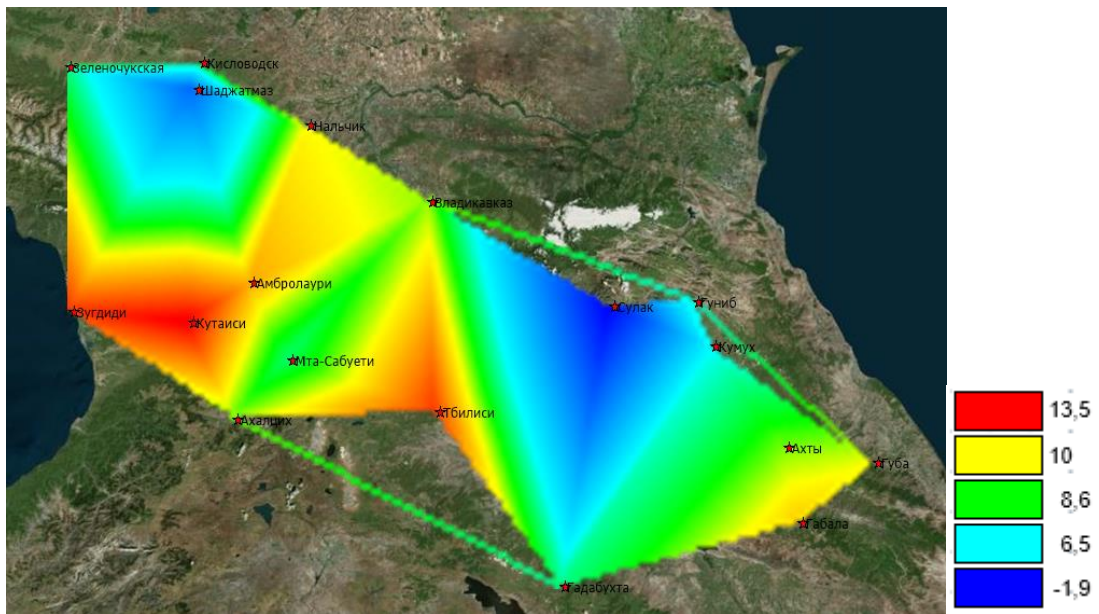 Зеленочукская
Кисловодск
Шаджатмаз
Нальчик
Владикавказ
Амбролаури
Зугдиди
Кутаиси
Сулак
Гуниб
Кумух
Мта-Сабуети
Ахалцих
Тбилиси
Ахты
Губа
Габала
Гадабухта
13,5
10
8,6
6,5
-1,9